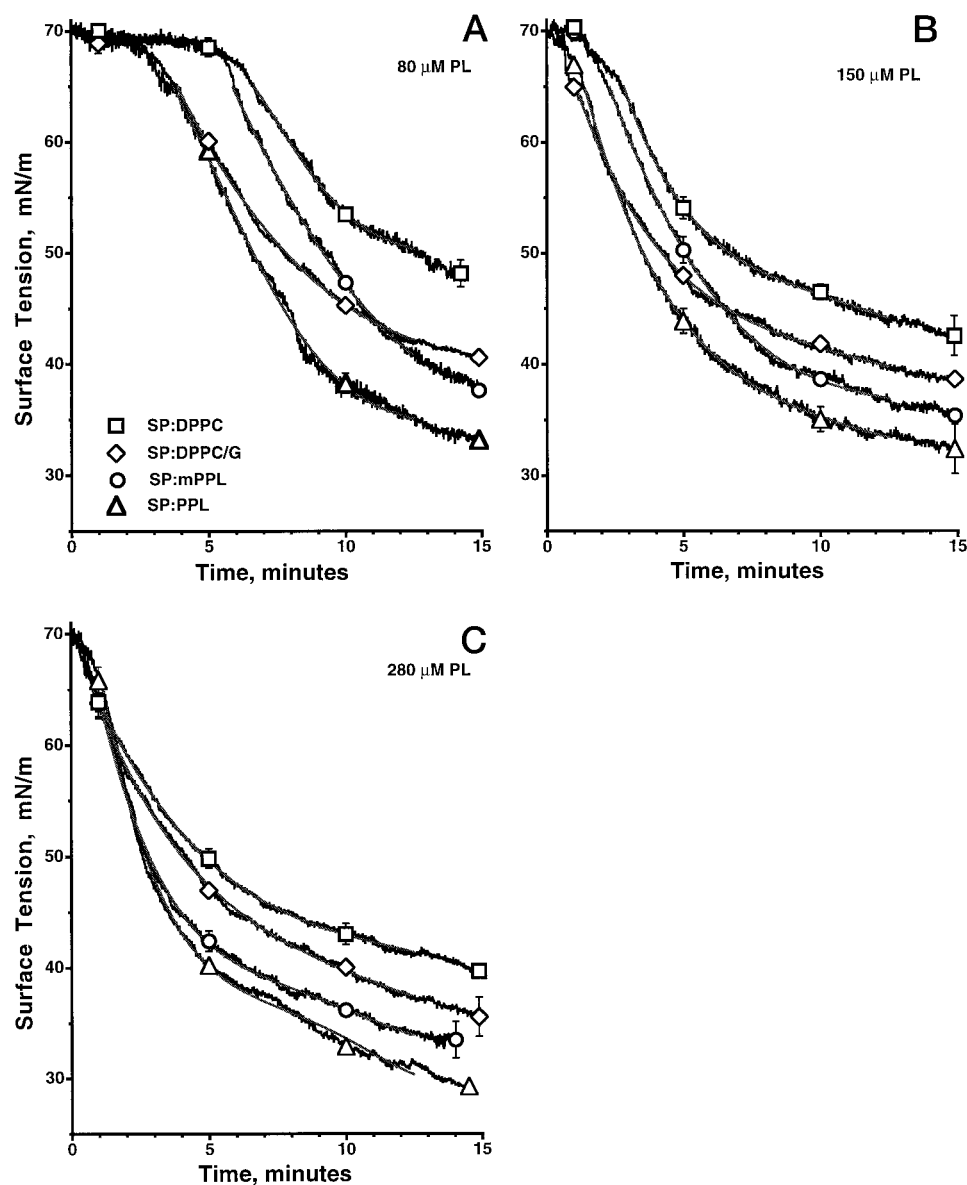 A
80 µM PL
Surface Tension, mN/m
70
60
50
40
30
SP:DPPC
SP:DPPC/G
SP:mPPL
SP:PPL
0 5 10 15
Time, minutes
B
150 µM PL
70
60
50
40
30
0 5 10 15
Time, minutes
C
280 µM PL
Surface Tension, mN/m
70
60
50
40
30
0 5 10 15
Time, minutes